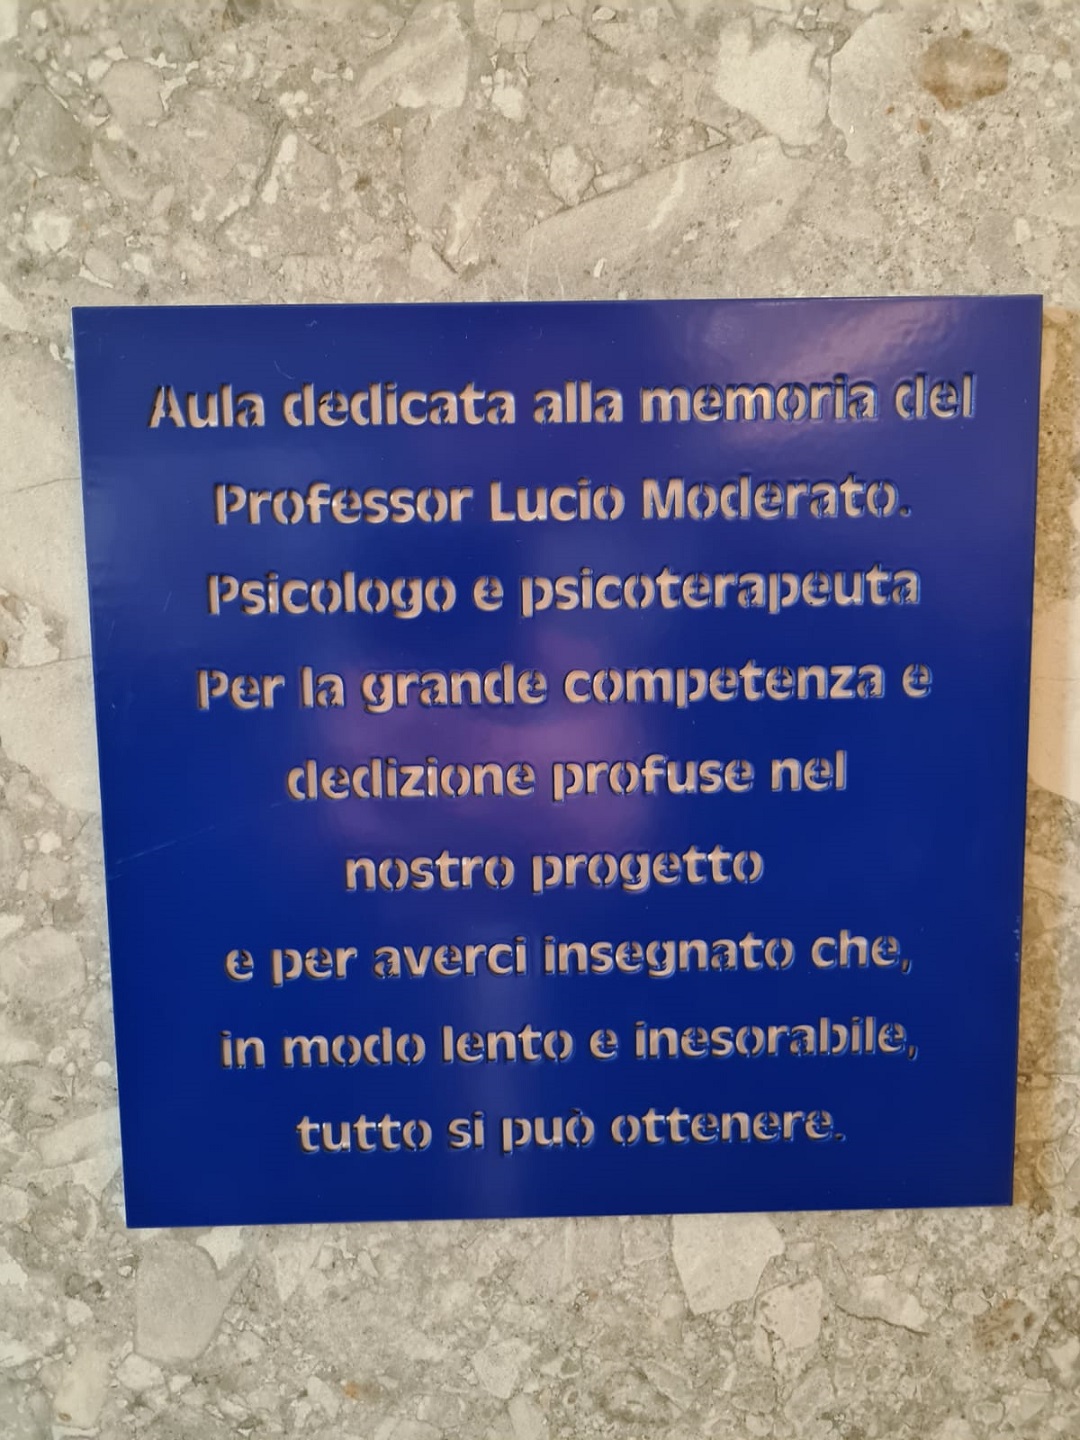 Aula dedicata alla memoria del
Professor Lucio Moderato.
Psicologo e psicoterapeuta
Per la grande competenza e
dedizione profuse nel
nostro progetto
e per averci insegnato che,
in modo lento e inesorabile,
tutto si può ottenere.